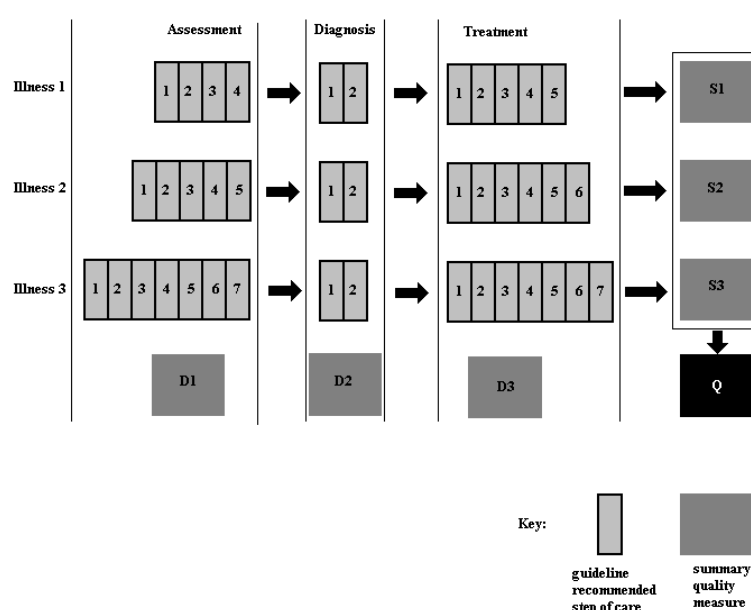 Assessment Diagnosis Treatment
Illness 1 1 2 3 4 1 2 1 2 3 4 5 S1
Illness 2 1 2 3 4 5 1 2 1 2 3 4 5 6 S2
Illness 3 1 2 3 4 5 6 7 1 2 1 2 3 4 5 6 7 S3
D1 D2 D3 Q
Key:
guideline
recommended
step of care
summary
quality
measure